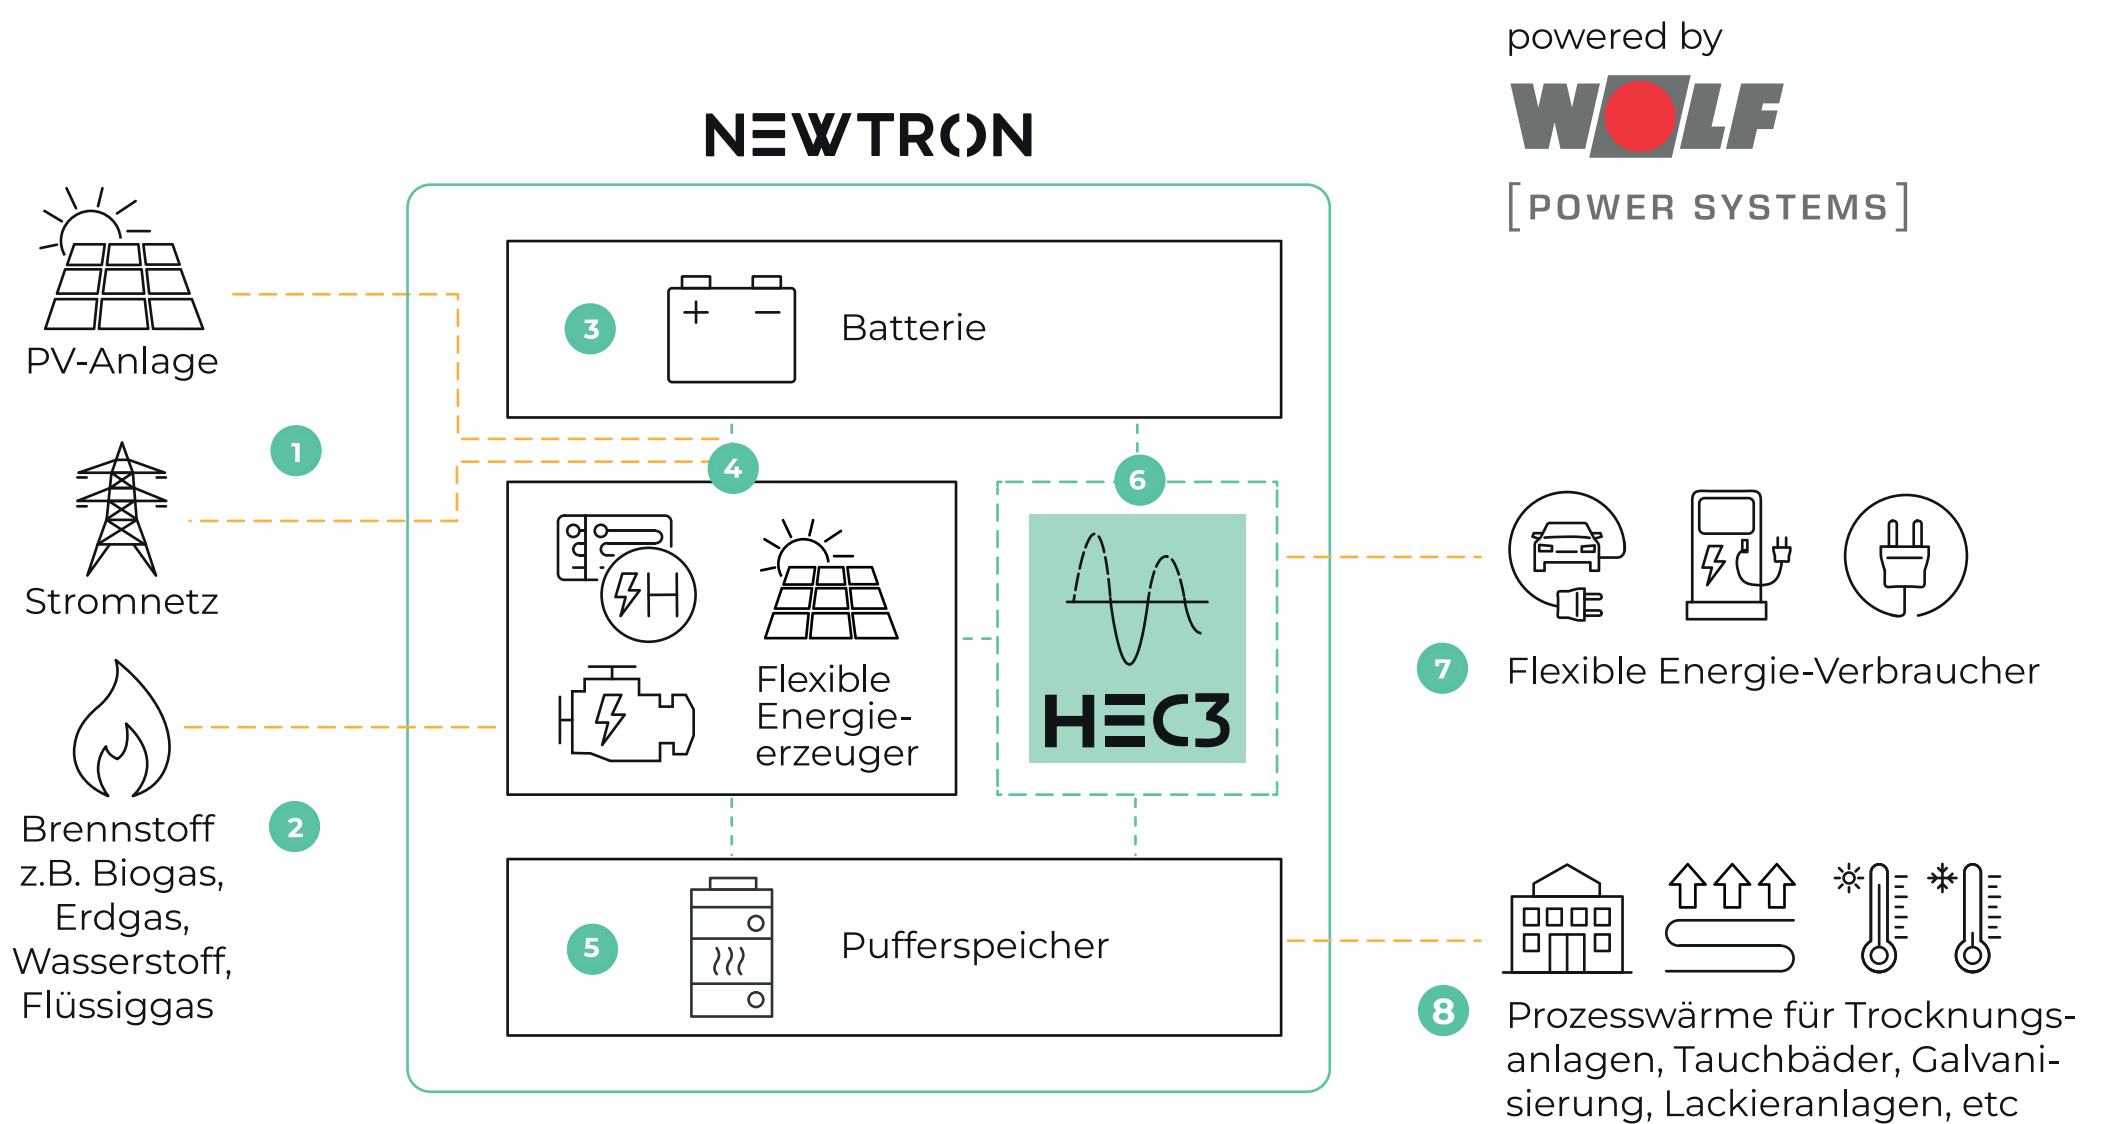 powered by
WOLF
[POWER SYSTEMS]
NEWTRON
PV-Anlage
1
Stromnetz
2
Brennstoff
z.B. Biogas,
Erdgas,
Wasserstoff,
Flüssiggas
3
+ −
Batterie
4
H
Flexible
Energie-
erzeuger
6
HEC3
5
Pufferspeicher
7
Flexible Energie-Verbraucher
8
Prozesswärme für Trocknungs-
anlagen, Tauchbäder, Galvani-
sierung, Lackieranlagen, etc